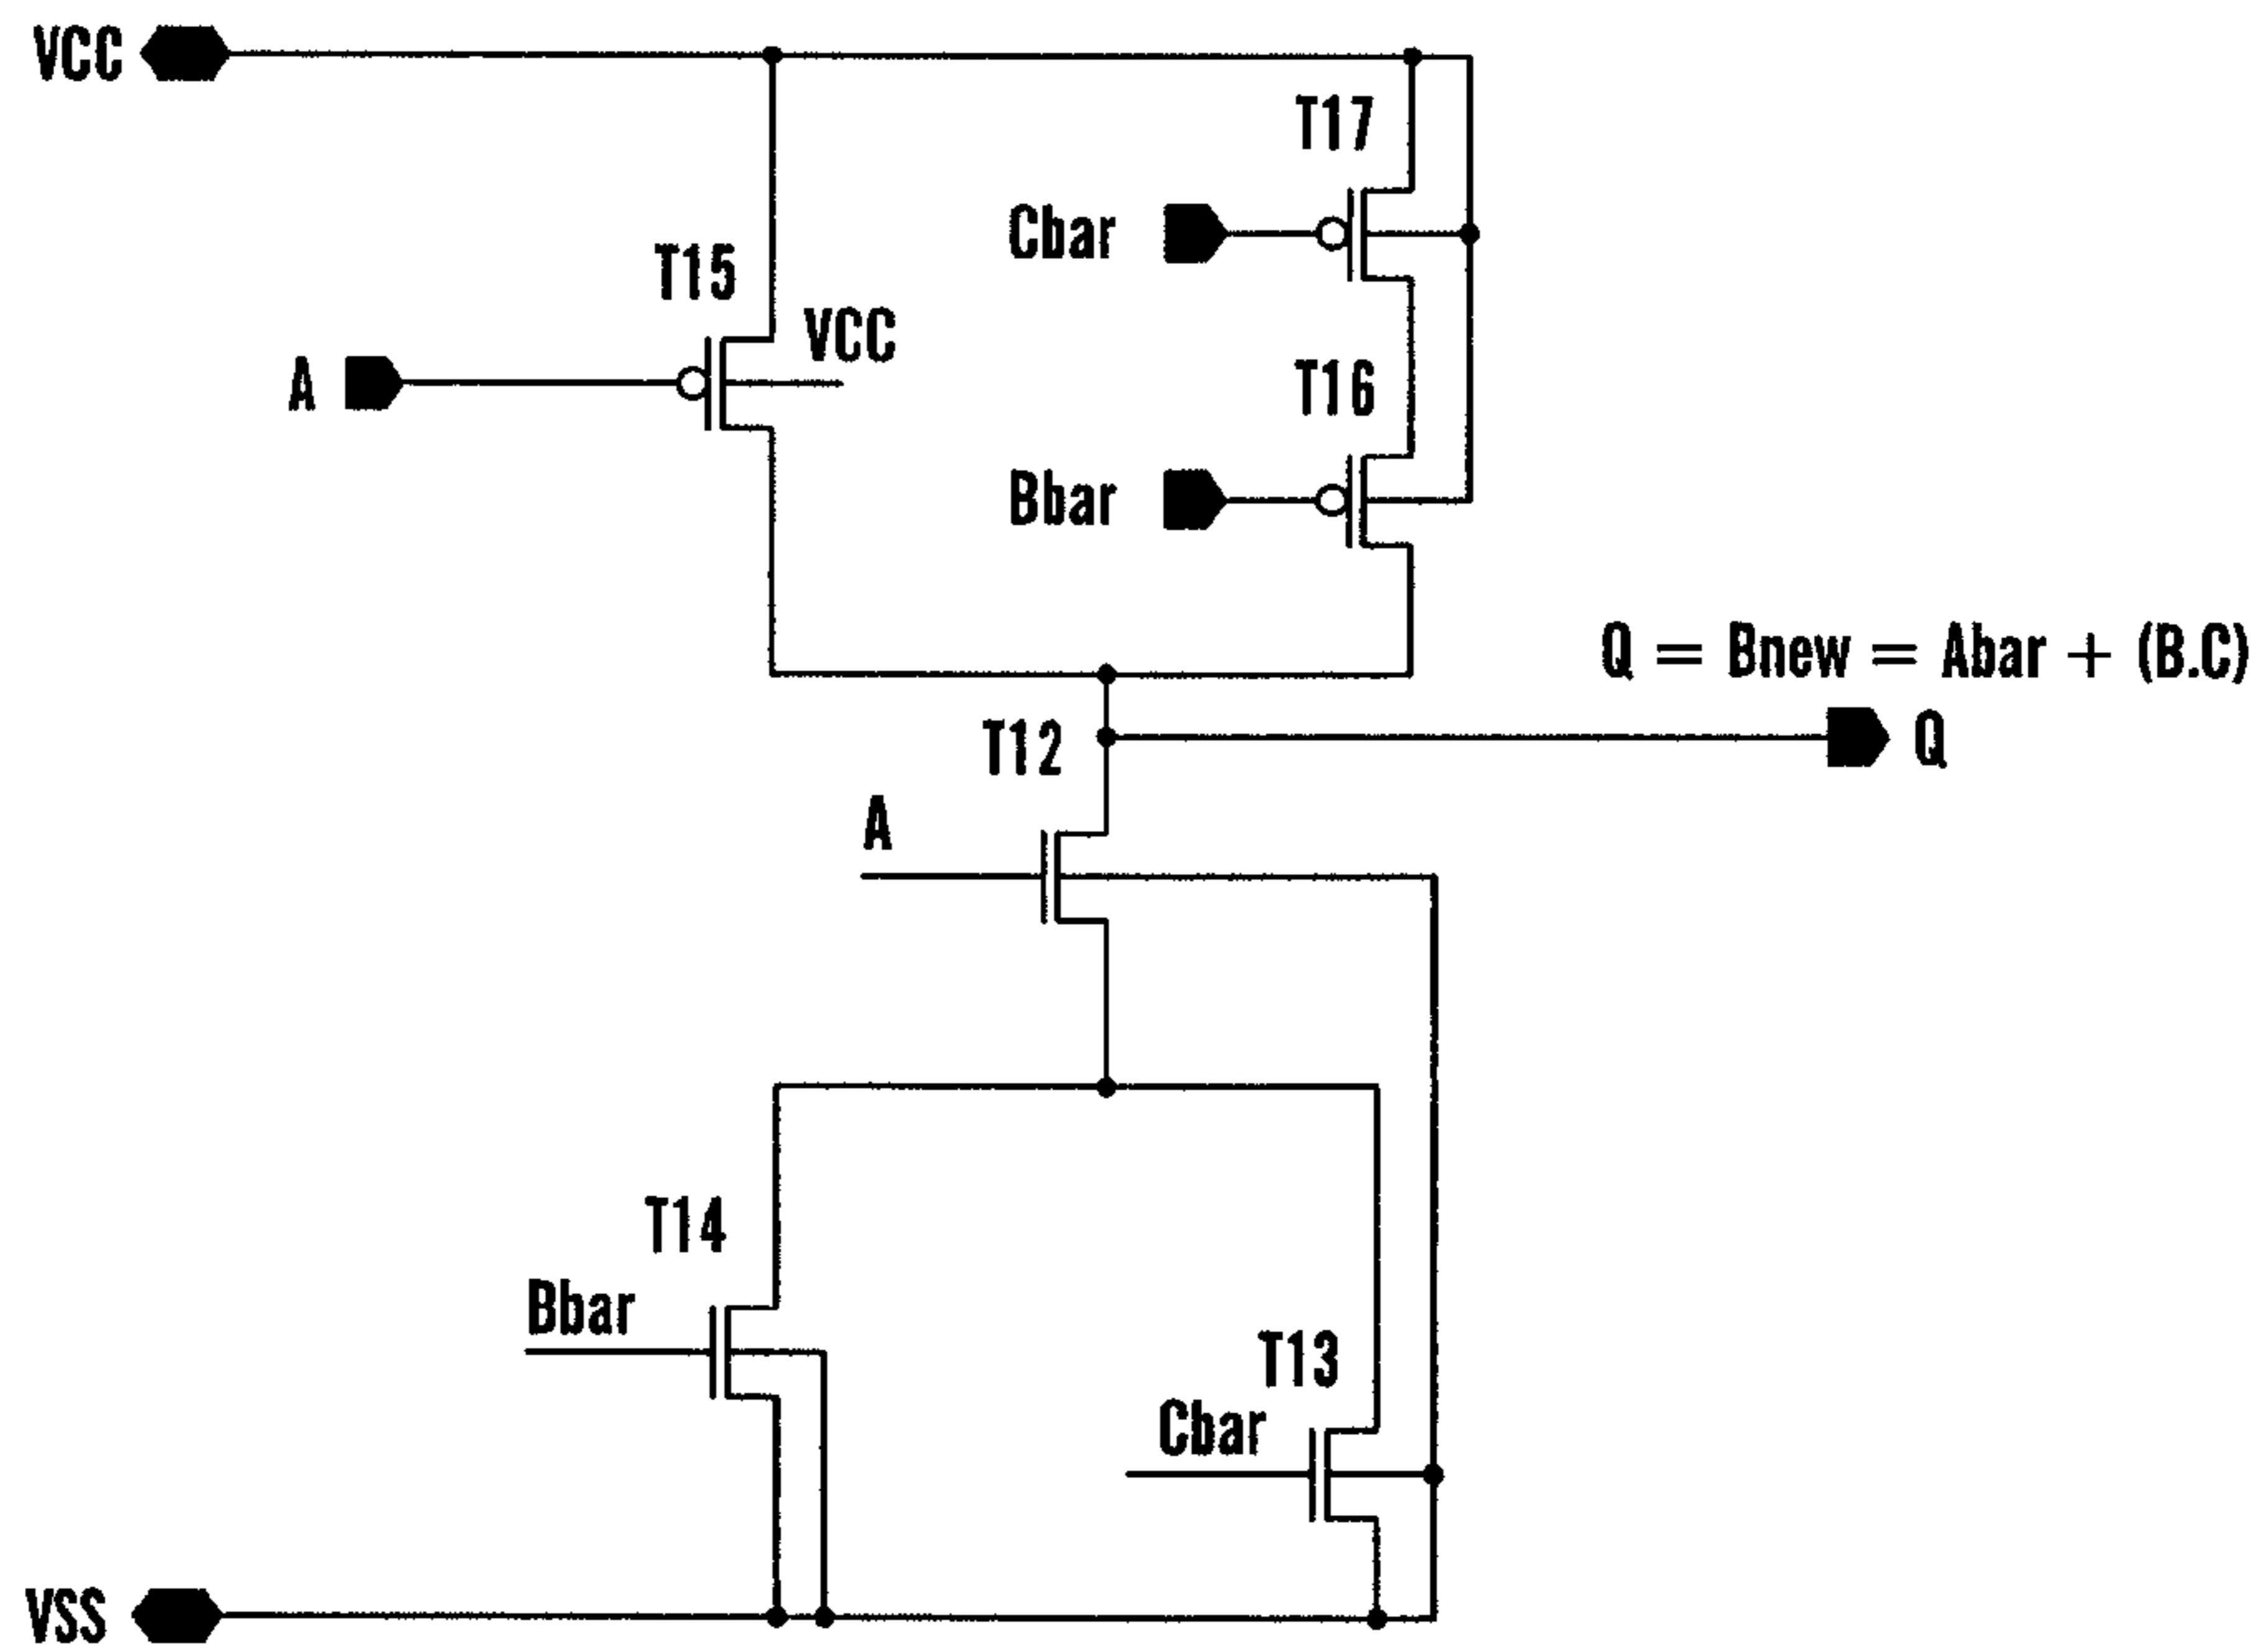 VCC
T17
Cbar
T15
VCC
A
T16
Bbar
Q = Bnew = Abar + (B.C)
T12
Q
A
T14
Bbar
T13
Cbar
VSS